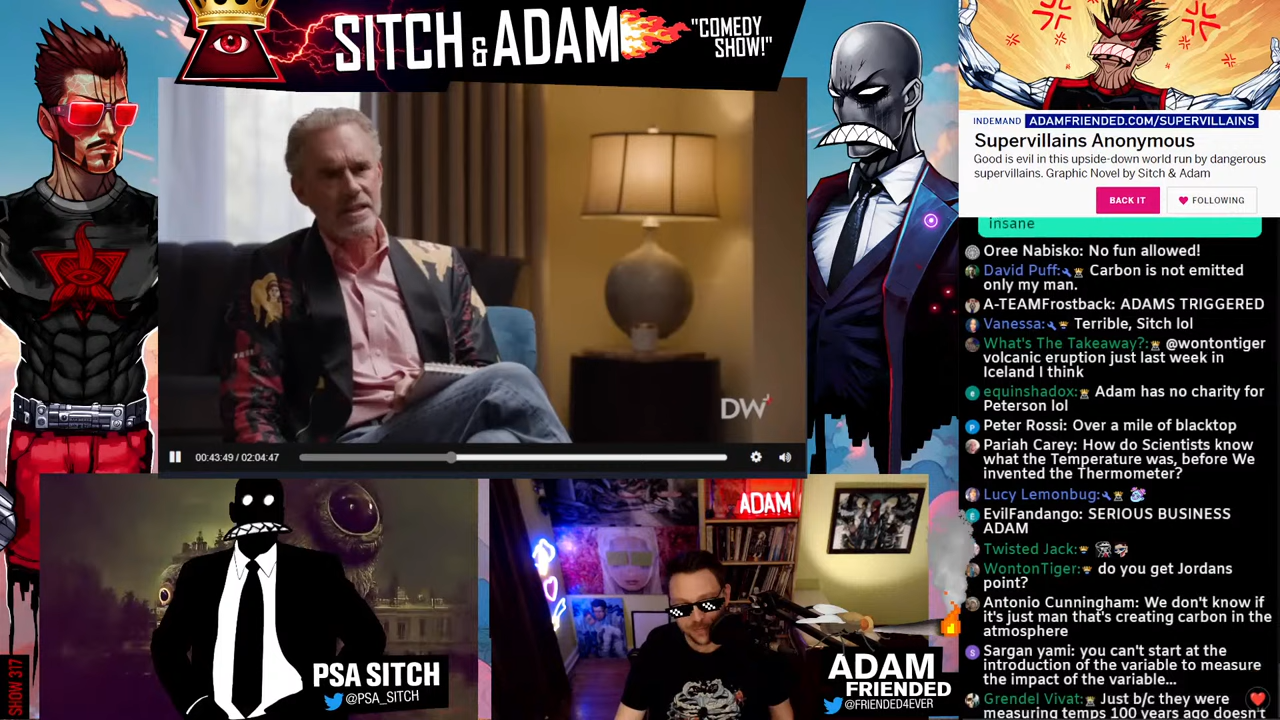 SITCH & ADAM
"COMEDY
SHOW!"
INDEMAND ADAMFRIENDED.COM/SUPERVILLAINS
Supervillains Anonymous
Good is evil in this upside-down world run by dangerous
supervillains. Graphic Novel by Sitch & Adam
BACK IT
FOLLOWING
insane
Oree Nabisko: No fun allowed!
David Puff: Carbon is not emitted
only my man.
A-TEAMFrostback: ADAMS TRIGGERED
Vanessa: Terrible, Sitch lol
What's The Takeaway?: @wontontiger
volcanic eruption just last week in
Iceland I think
equinshadox: Adam has no charity for
Peterson lol
Peter Rossi: Over a mile of blacktop
Pariah Carey: How do Scientists know
what the Temperature was, before We
invented the Thermometer?
Lucy Lemonbug:
EvilFandango: SERIOUS BUSINESS
ADAM
Twisted Jack:
WontonTiger: do you get Jordans
point?
Antonio Cunningham: We don't know if
it's just man that's creating carbon in the
atmosphere
Sargan yami: you can't start at the
introduction of the variable to measure
the impact of the variable...
Grendel Vivat: Just b/c they were
measuring temps 100 years ago doesn't
DW+
00:43:49 / 02:04:47
ADAM
PSA SITCH
@PSA_SITCH
ADAM
FRIENDED
@FRIENDED4EVER
SHOW 317